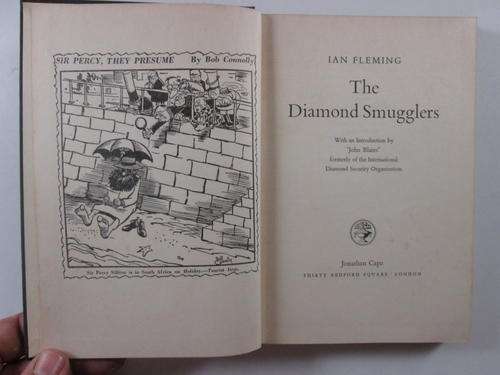 SIR PERCY, THEY PRESUME By Bob Connolly
Sir Percy Sillitoe is in South Africa on Holiday.—Tourist Item.
IAN FLEMING
The
Diamond Smugglers
With an Introduction by
"John Blaize"
formerly of the International
Diamond Security Organization
Jonathan Cape
THIRTY BEDFORD SQUARE, LONDON